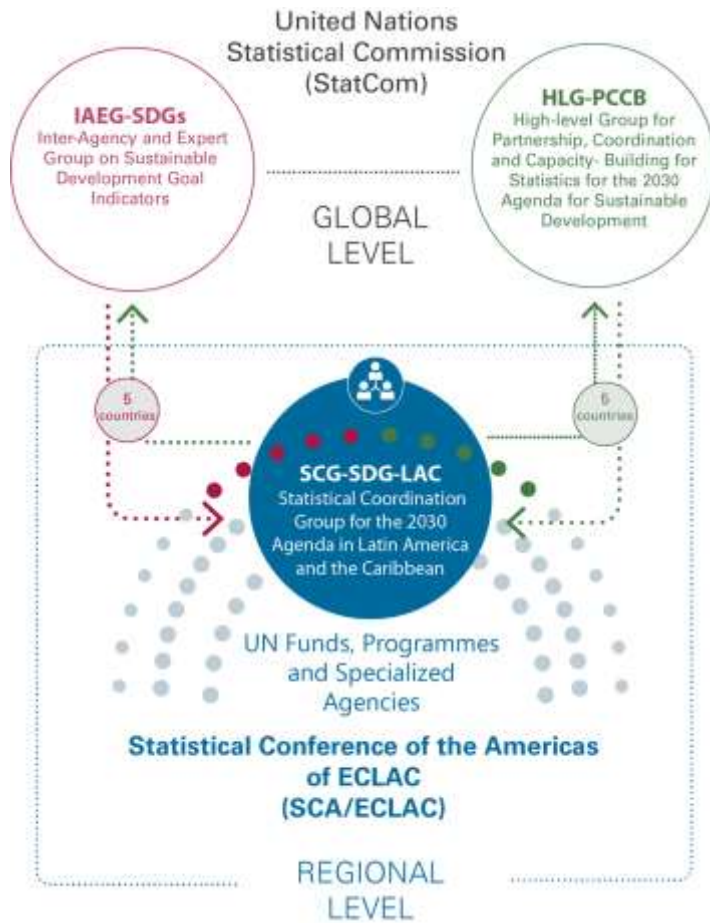 United Nations
Statistical Commission
(StatCom)
IAEG-SDGs
Inter-Agency and Expert
Group on Sustainable
Development Goal
Indicators
HLG-PCCB
High-level Group for
Partnership, Coordination
and Capacity- Building for
Statistics for the 2030
Agenda for Sustainable
Development
GLOBAL
LEVEL
countries
countries
SCG-SDG-LAC
Statistical Coordination
Group for the 2030
Agenda in Latin America
and the Caribbean
UN Funds, Programmes
and Specialized
Agencies
Statistical Conference of the Americas
of ECLAC
(SCA/ECLAC)
REGIONAL
LEVEL